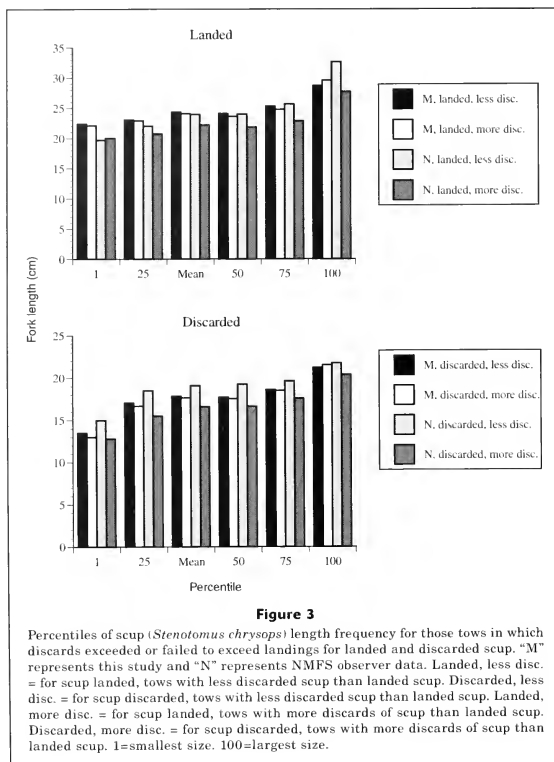 Landed
35
30
25
20
15
10
5
0
1 25 Mean 50 75 100
M, landed, less disc.
M, landed, more disc.
N, landed, less disc.
N. landed, more disc.
Fork length (cm)
Discarded
25
20
15
10
5
0
1 25 Mean 50 75 100
Percentile
M, discarded, less disc.
M, discarded, more disc.
N, discarded, less disc.
N. discarded, more disc.
Figure 3
Percentiles of scup (Stenotomus chrysops) length frequency for those tows in which
discards exceeded or failed to exceed landings for landed and discarded scup. “M”
represents this study and “N” represents NMFS observer data. Landed, less disc.
= for scup landed, tows with less discarded scup than landed scup. Discarded, less
disc. = for scup discarded, tows with less discarded scup than landed scup. Landed,
more disc. = for scup landed, tows with more discards of scup than landed scup.
Discarded, more disc. = for scup discarded, tows with more discards of scup than
landed scup. 1=smallest size. 100=largest size.